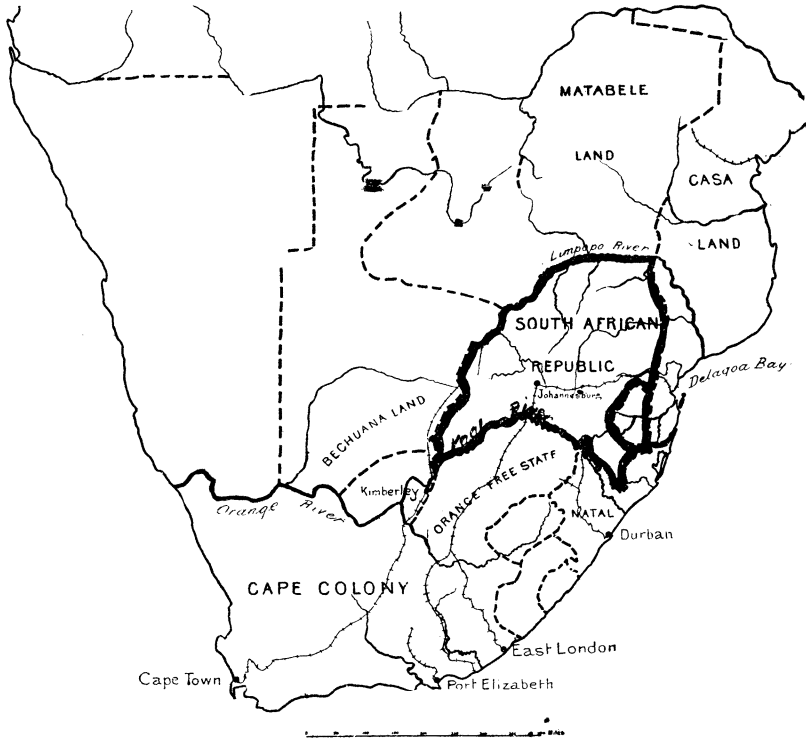 MATABELE
LAND
CASA
LAND
Limpopo River
SOUTH AFRICAN
REPUBLIC
Delagoa Bay.
Johannesburg
BECHUANA LAND
Vaal River
Kimberley
ORANGE FREE STATE
Orange River
NATAL
Durban
CAPE COLONY
East London
Cape Town
Port Elizabeth
Miles